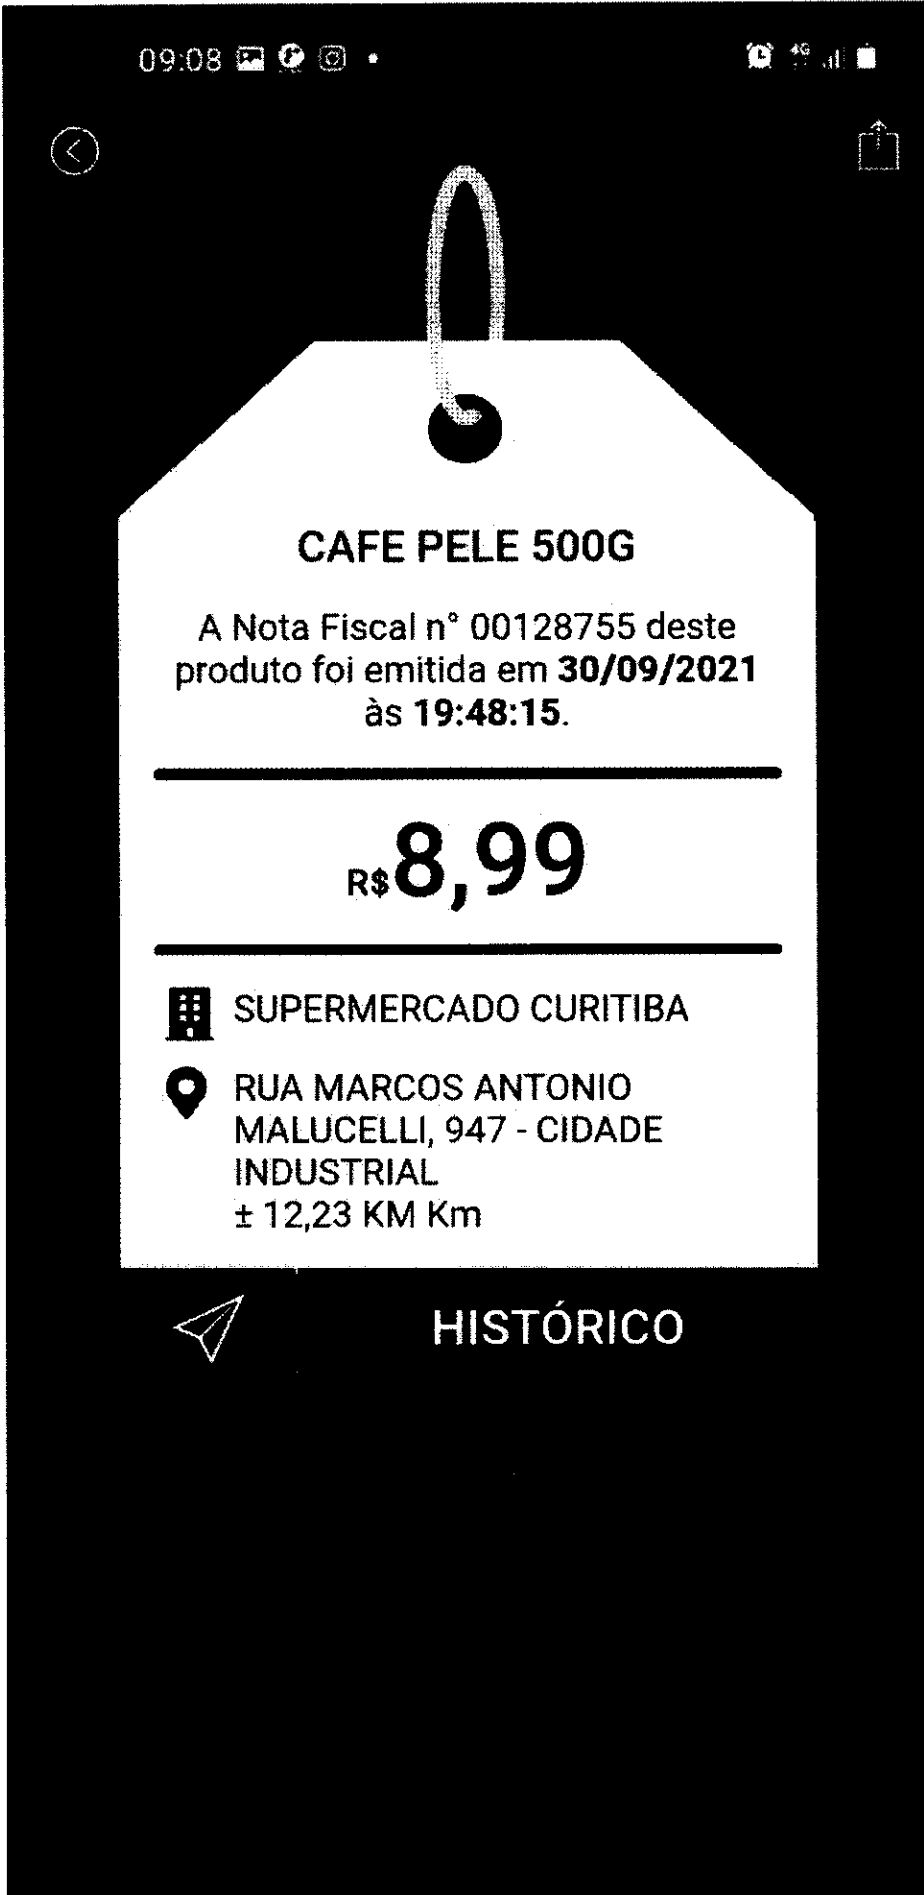 09:08
4G
CAFE PELE 500G
A Nota Fiscal n° 00128755 deste
produto foi emitida em 30/09/2021
às 19:48:15.
R$8,99
SUPERMERCADO CURITIBA
RUA MARCOS ANTONIO
MALUCELLI, 947 - CIDADE
INDUSTRIAL
± 12,23 KM Km
HISTÓRICO